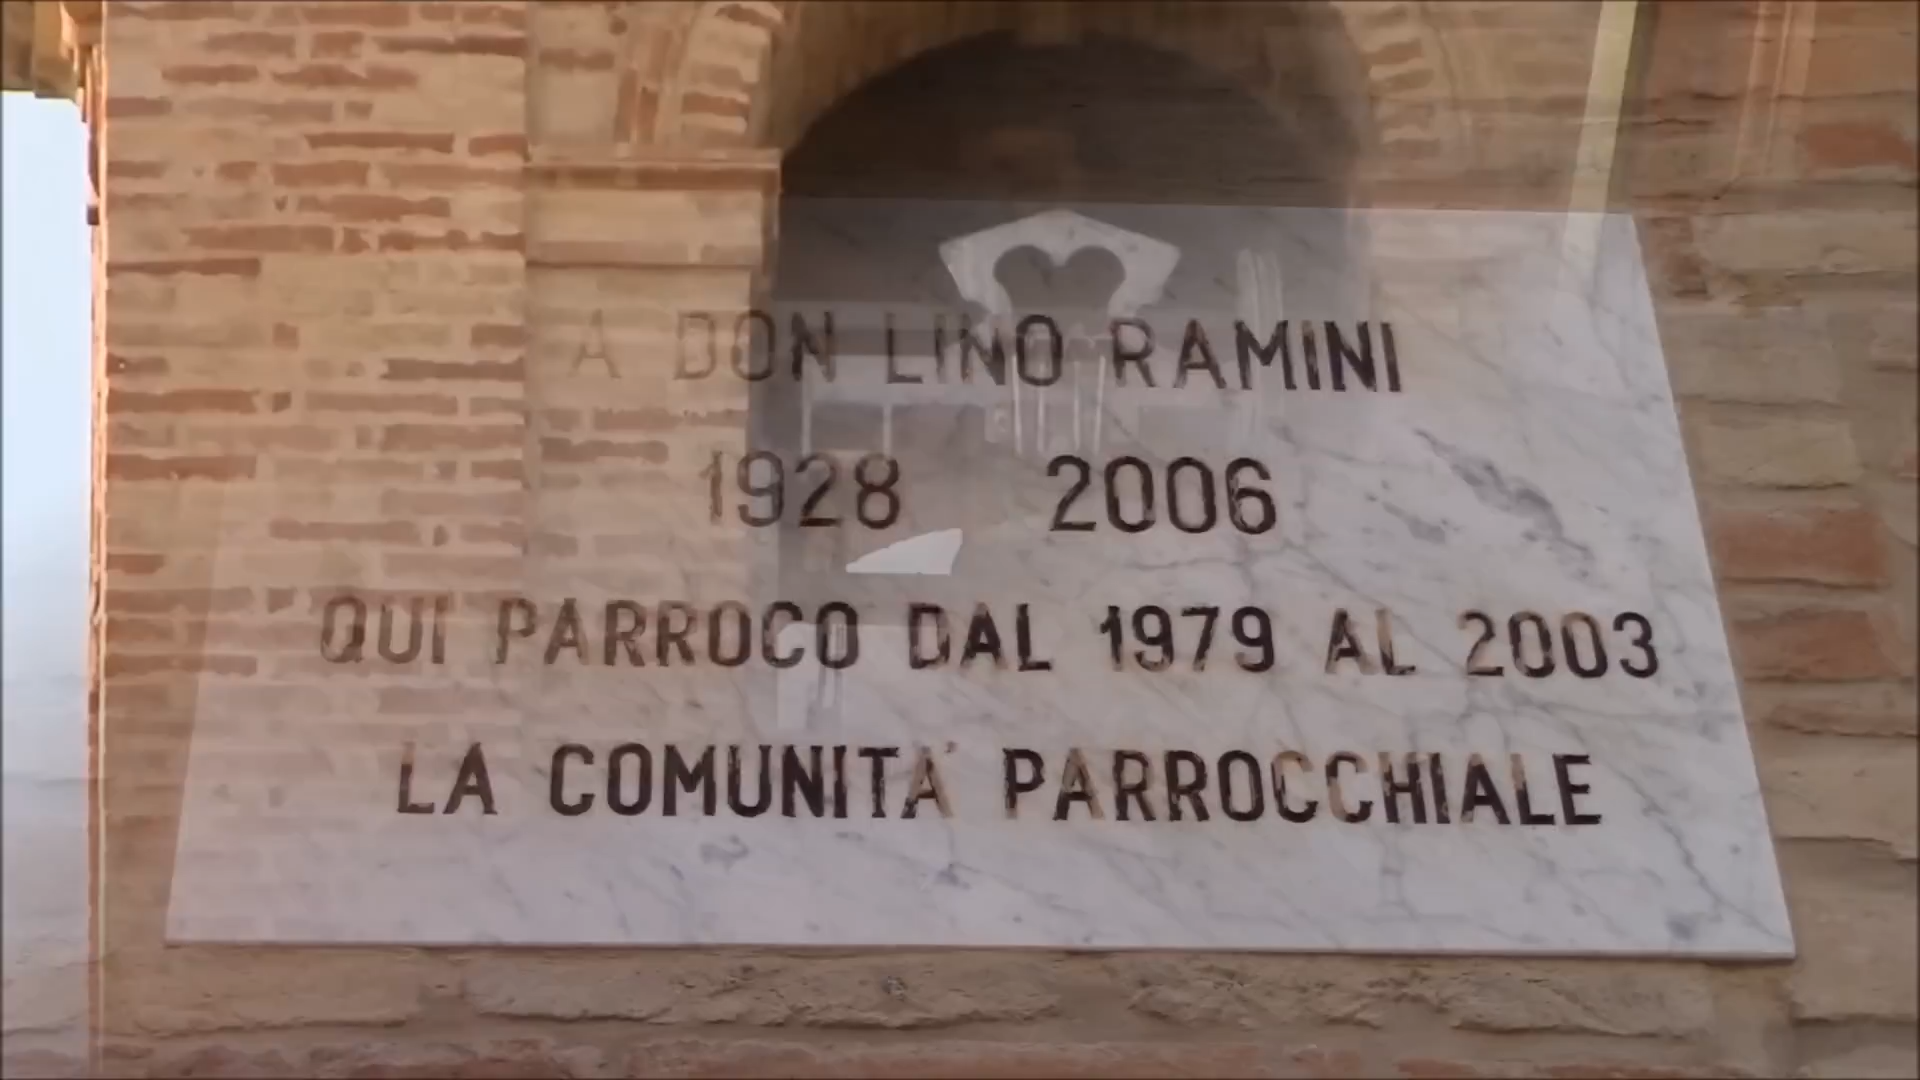 A DON LINO RAMINI
1928 2006
QUI PARROCO DAL 1979 AL 2003
LA COMUNITA' PARROCCHIALE